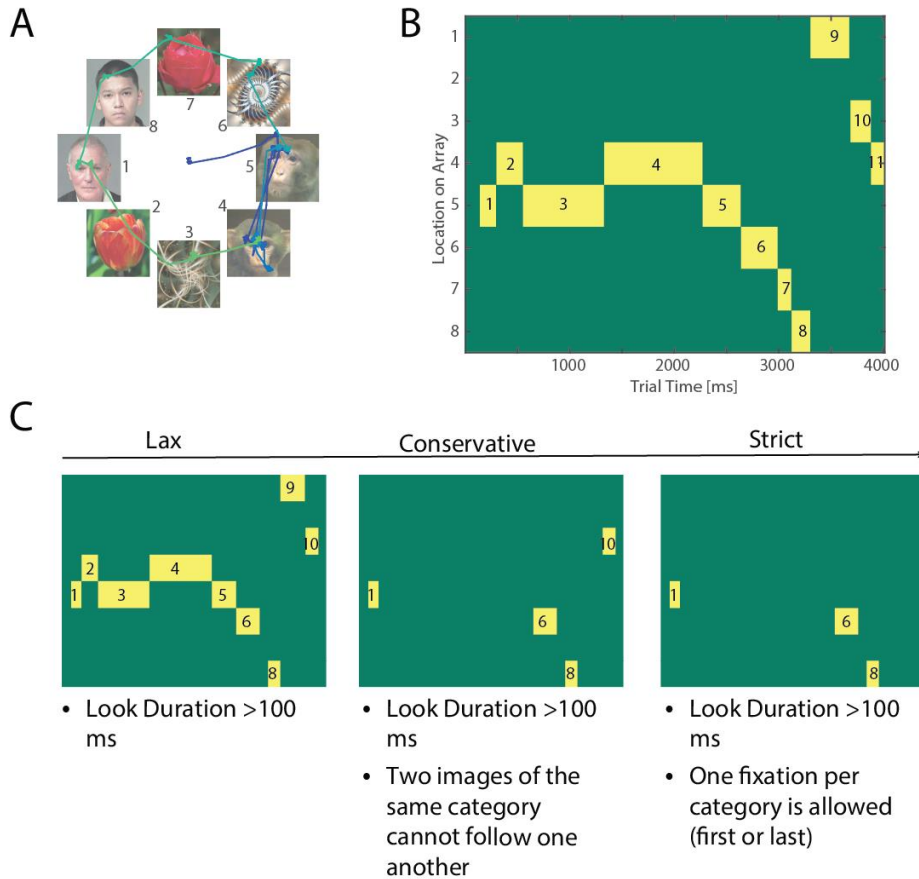 A
7
8
6
1
5
2
4
3
B
1
2
3
4
5
6
7
8
Location on Array
9
10
2
4
11
1
3
5
6
7
8
1000
2000
3000
4000
Trial Time [ms]
C
Lax
Conservative
Strict
9
10
2
4
1
3
5
6
8
• Look Duration >100
ms
10
1
6
8
• Look Duration >100
ms
• Two images of the
same category
cannot follow one
another
1
6
8
• Look Duration >100
ms
• One fixation per
category is allowed
(first or last)